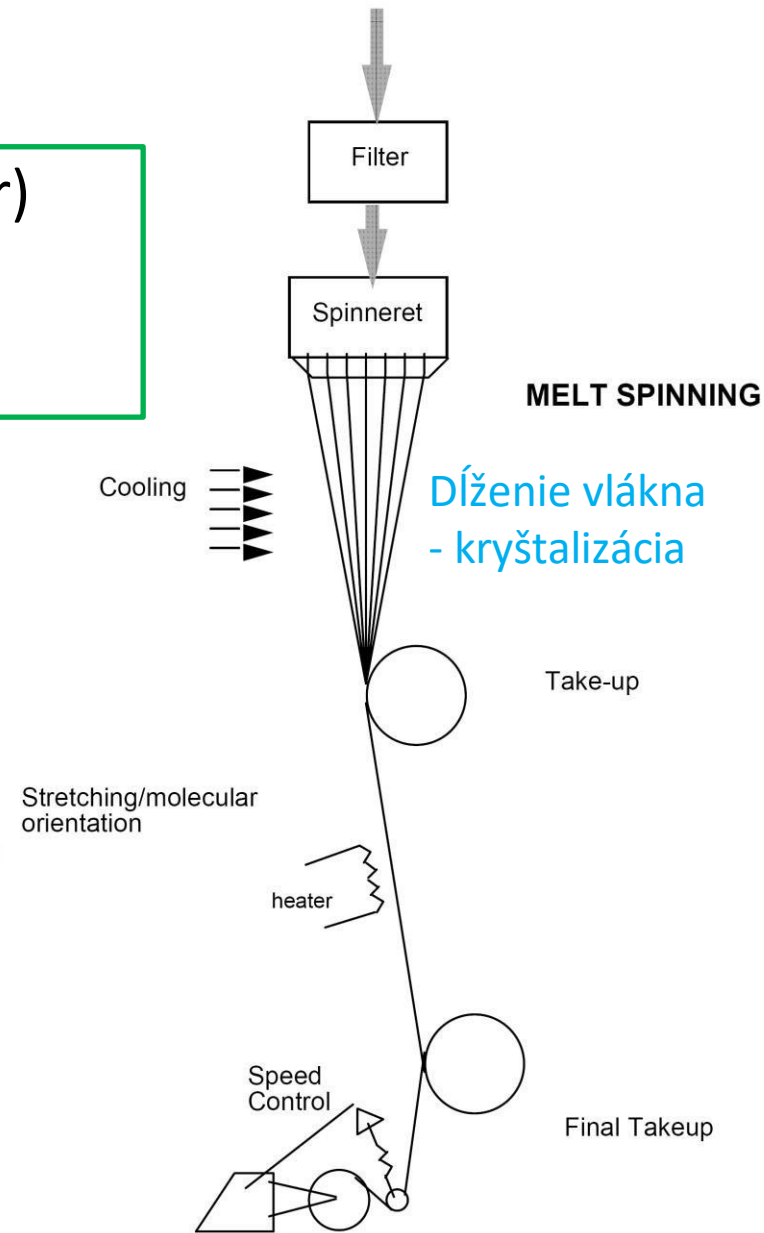 r)
Filter
Spinneret
MELT SPINNING
Cooling
Dĺženie vlákna
- kryštalizácia
Take-up
Stretching/molecular
orientation
heater
Speed
Control
Final Takeup